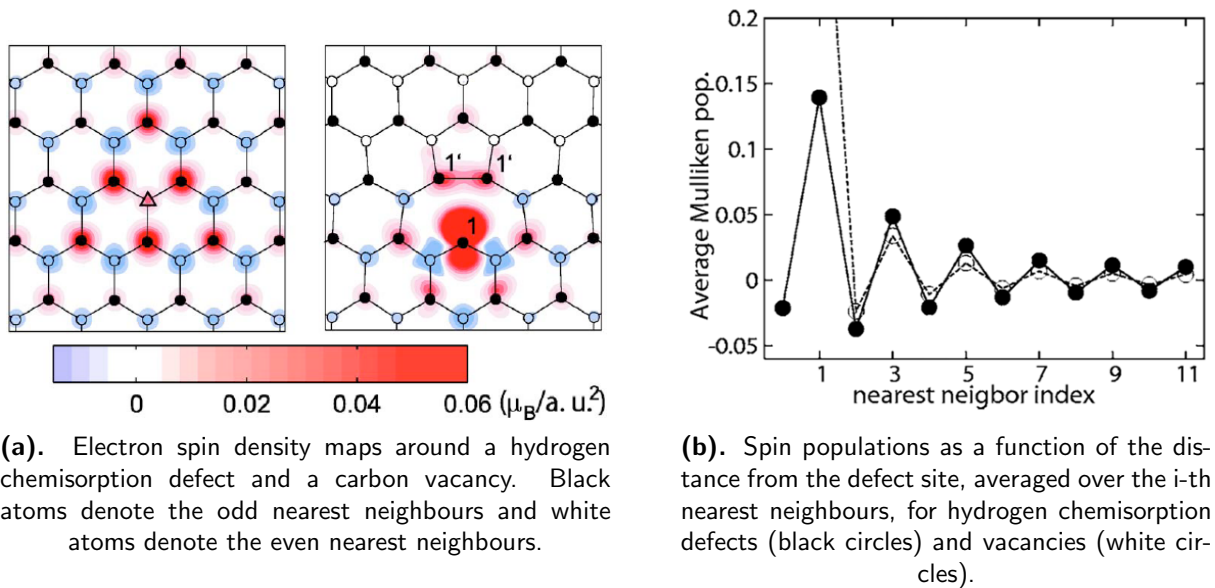 1' 1'
1
0 0.02 0.04 0.06 (μB/a. u.²)
(a). Electron spin density maps around a hydrogen
chemisorption defect and a carbon vacancy. Black
atoms denote the odd nearest neighbours and white
atoms denote the even nearest neighbours.
0.2
0.15
0.1
0.05
0
-0.05
Average Mulliken pop.
1 3 5 7 9 11
nearest neigbor index
(b). Spin populations as a function of the dis-
tance from the defect site, averaged over the i-th
nearest neighbours, for hydrogen chemisorption
defects (black circles) and vacancies (white cir-
cles).